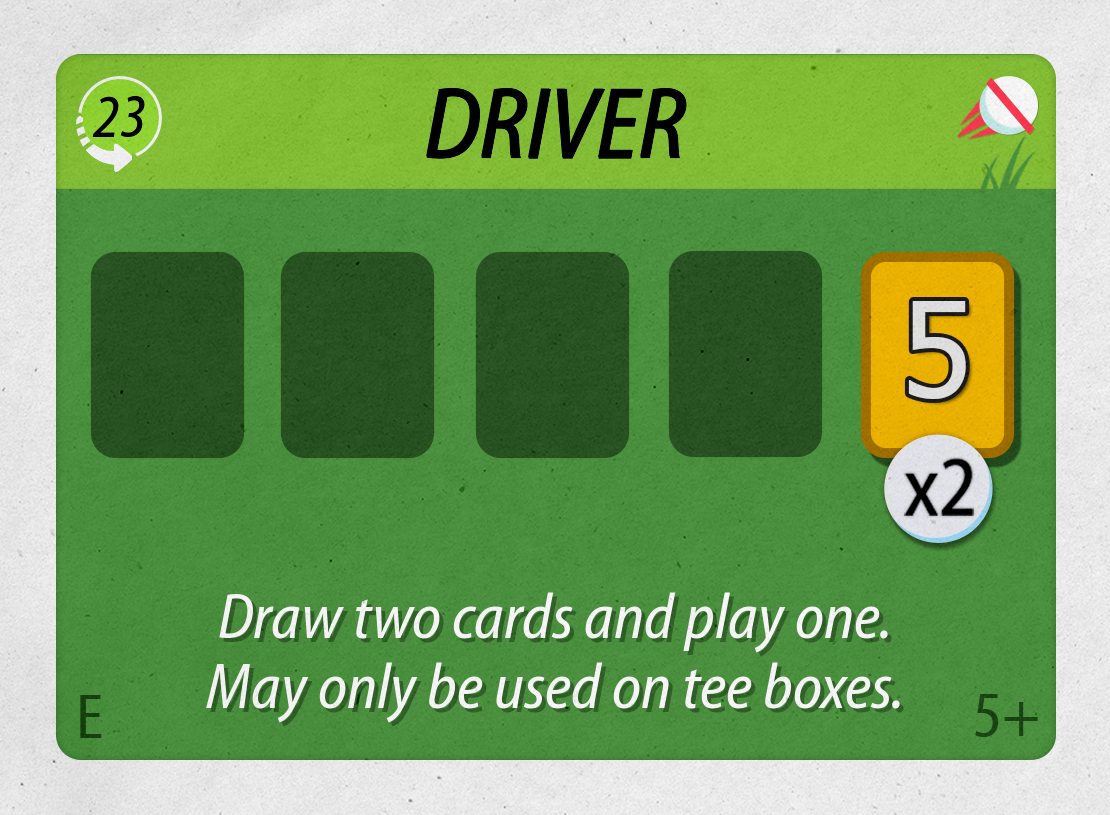 23
DRIVER
5
x2
Draw two cards and play one.
May only be used on tee boxes.
E
5+